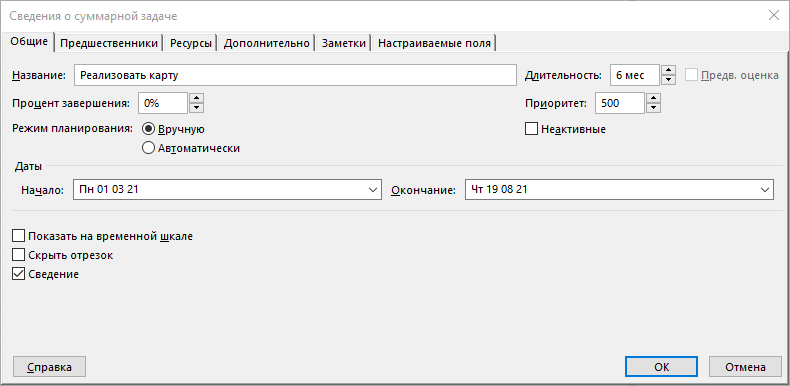 Сведения о суммарной задаче
Общие Предшественники Ресурсы Дополнительно Заметки Настраиваемые поля
Название: Реализовать карту Длительность: 6 мес Предв. оценка
Процент завершения: 0% Приоритет: 500
Режим планирования: Вручную Неактивные
Автоматически
Даты
Начало: Пн 01 03 21 Окончание: Чт 19 08 21
Показать на временной шкале
Скрыть отрезок
Сведение
Справка OK Отмена